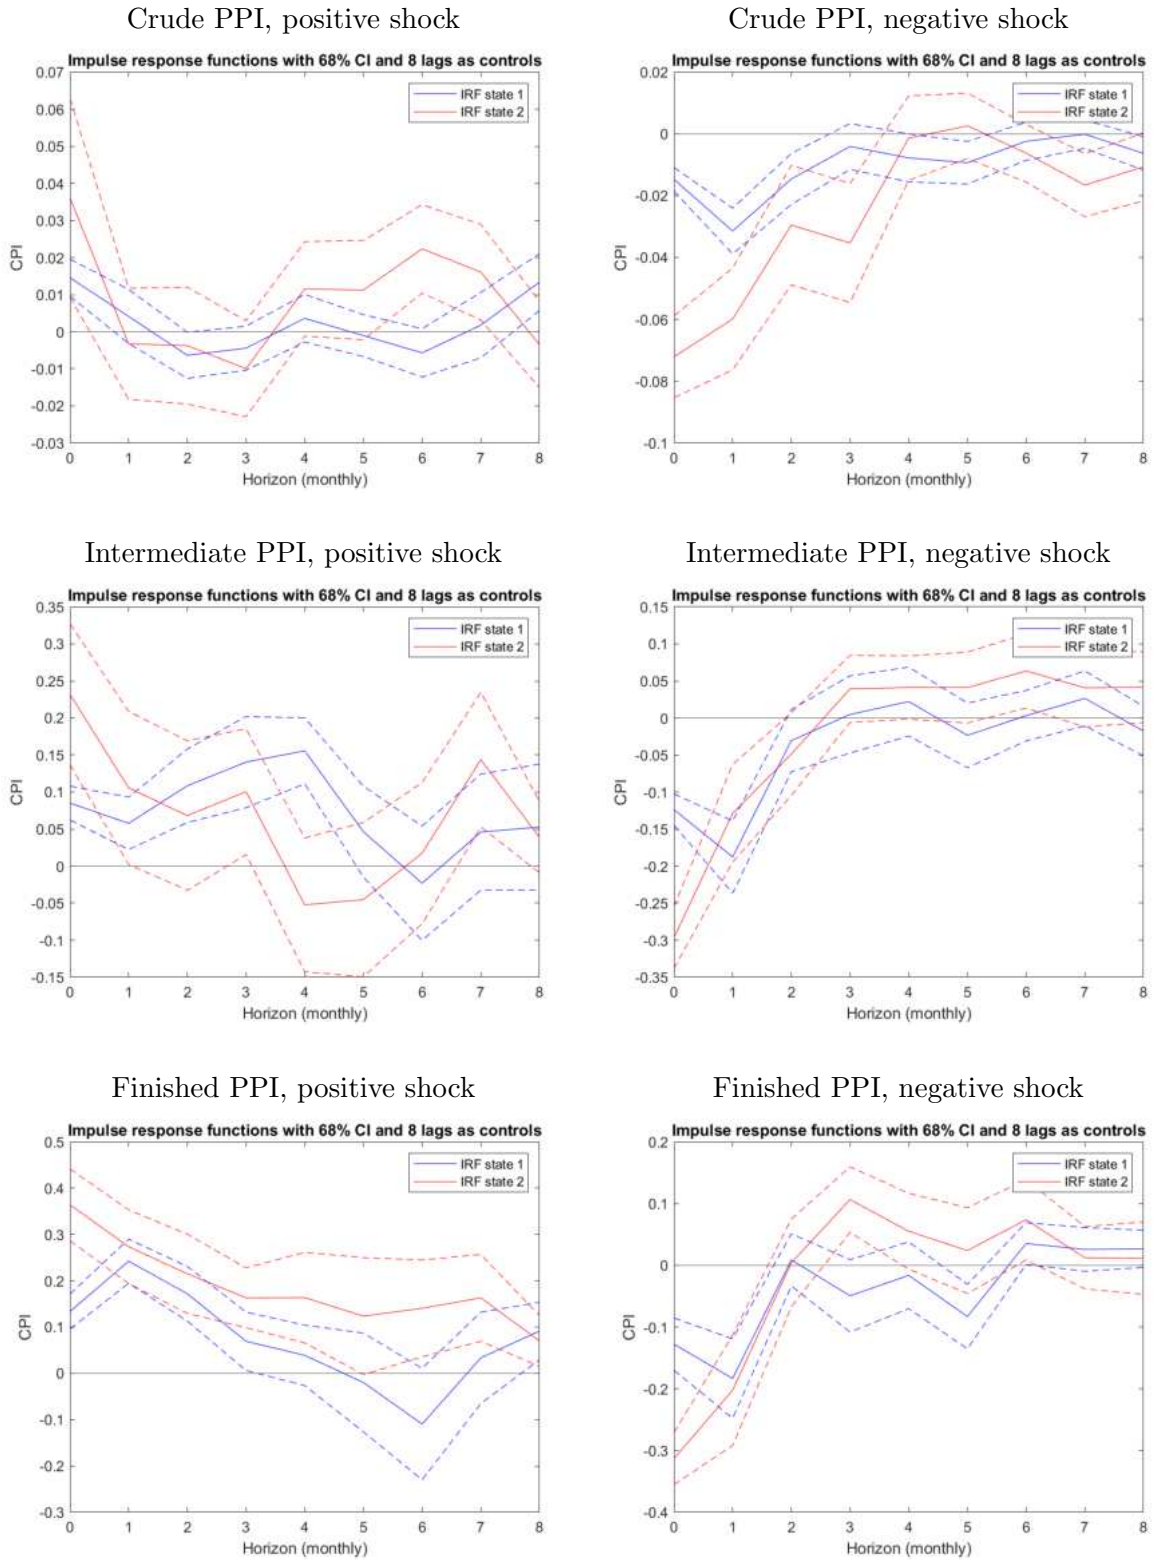 Crude PPI, positive shock
Impulse response functions with 68% CI and 8 lags as controls
IRF state 1
IRF state 2
0.07
0.06
0.05
0.04
0.03
0.02
0.01
0
-0.01
-0.02
-0.03
CPI
0 1 2 3 4 5 6 7 8
Horizon (monthly)
Crude PPI, negative shock
Impulse response functions with 68% CI and 8 lags as controls
IRF state 1
IRF state 2
0.02
0
-0.02
-0.04
-0.06
-0.08
-0.1
CPI
0 1 2 3 4 5 6 7 8
Horizon (monthly)
Intermediate PPI, positive shock
Impulse response functions with 68% CI and 8 lags as controls
IRF state 1
IRF state 2
0.35
0.3
0.25
0.2
0.15
0.1
0.05
0
-0.05
-0.1
-0.15
CPI
0 1 2 3 4 5 6 7 8
Horizon (monthly)
Intermediate PPI, negative shock
Impulse response functions with 68% CI and 8 lags as controls
IRF state 1
IRF state 2
0.15
0.1
0.05
0
-0.05
-0.1
-0.15
-0.2
-0.25
-0.3
-0.35
CPI
0 1 2 3 4 5 6 7 8
Horizon (monthly)
Finished PPI, positive shock
Impulse response functions with 68% CI and 8 lags as controls
IRF state 1
IRF state 2
0.5
0.4
0.3
0.2
0.1
0
-0.1
-0.2
-0.3
CPI
0 1 2 3 4 5 6 7 8
Horizon (monthly)
Finished PPI, negative shock
Impulse response functions with 68% CI and 8 lags as controls
IRF state 1
IRF state 2
0.2
0.1
0
-0.1
-0.2
-0.3
-0.4
CPI
0 1 2 3 4 5 6 7 8
Horizon (monthly)